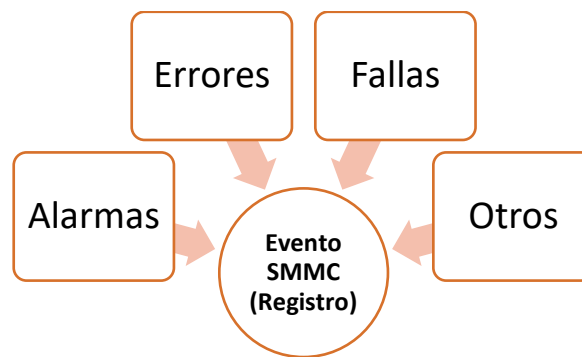 Errores
Fallas
Alarmas
Otros
Evento
SMMC
(Registro)